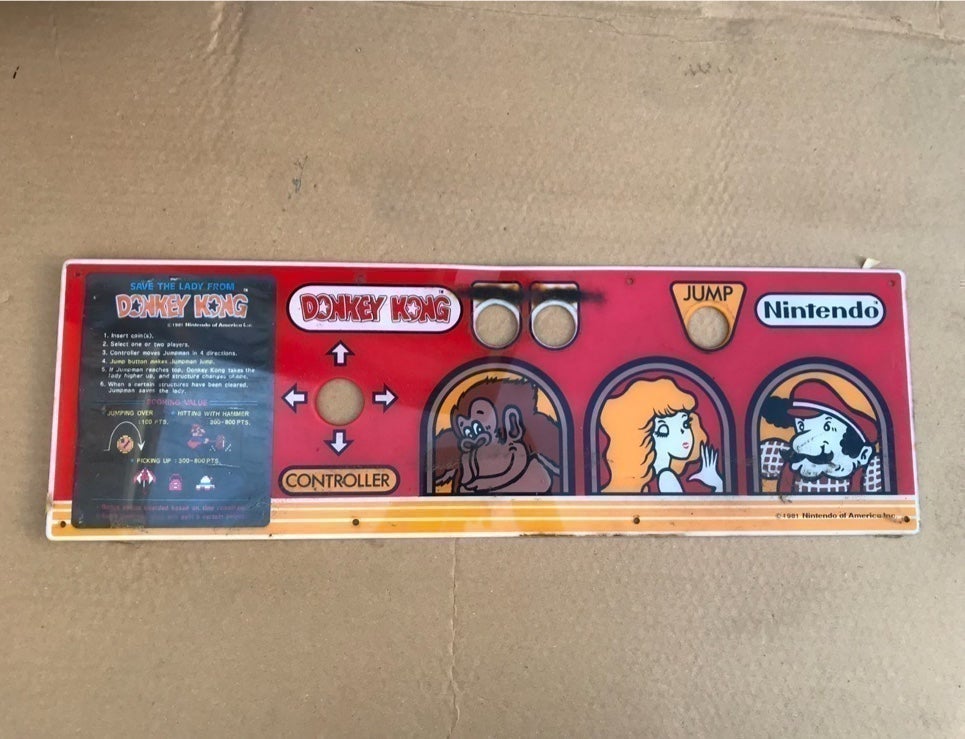 SAVE THE LADY FROM
DONKEY KONG TM
© 1981 Nintendo of America Inc.
1. Insert coin(s).
2. Select one or two players.
3. Controller moves Jumpman in 4 directions.
4. Jump button makes Jumpman jump.
5. If Jumpman reaches top, Donkey Kong takes the
lady higher up, and structure changes shape.
6. When a certain structures have been cleared,
Jumpman saves the lady.
SCORING VALUE
JUMPING OVER
: 100 PTS.
HITTING WITH HAMMER
300-800 PTS.
PICKING UP : 300-800 PTS.
DONKEY KONG TM
CONTROLLER
JUMP
Nintendo TM
© 1981 Nintendo of America Inc.